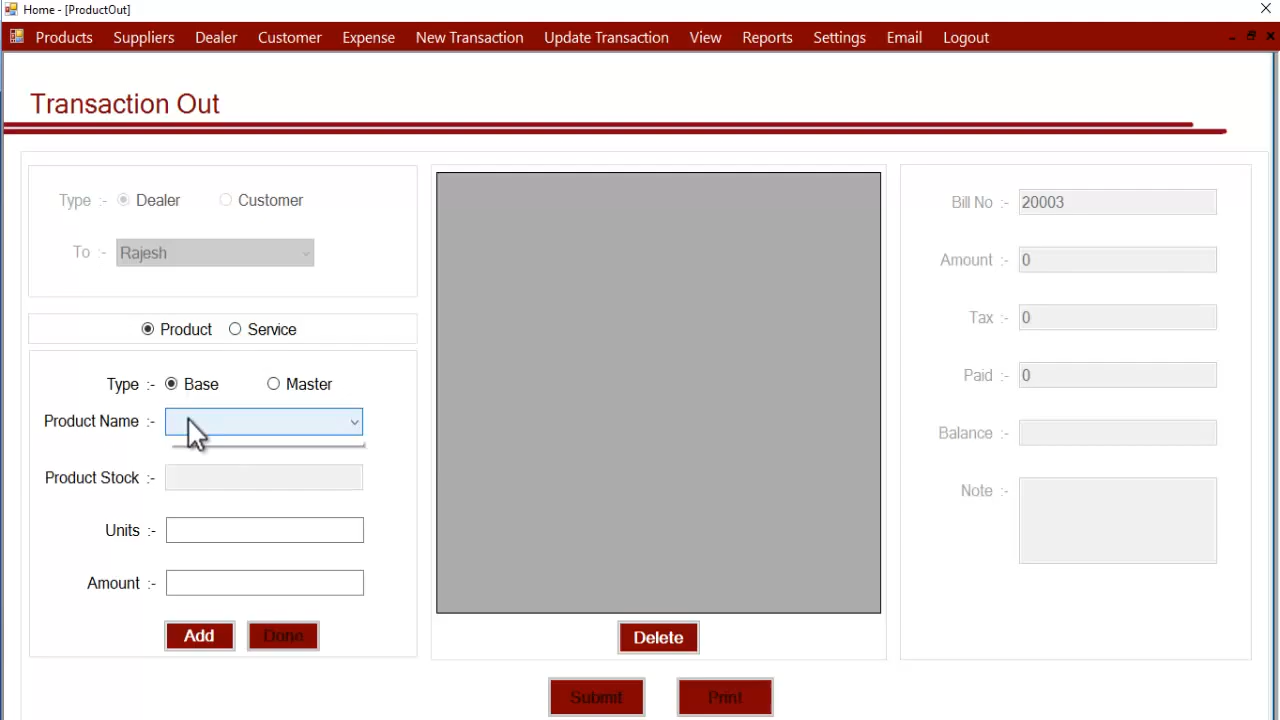 Home - [ProductOut]
Products Suppliers Dealer Customer Expense New Transaction Update Transaction View Reports Settings Email Logout
Transaction Out
Type :- Dealer Customer
To :- Rajesh
Product Service
Type :- Base Master
Product Name :-
Product Stock :-
Units :-
Amount :-
Add Done
Delete
Bill No :- 20003
Amount :- 0
Tax :- 0
Paid :- 0
Balance :-
Note :-
Submit Print